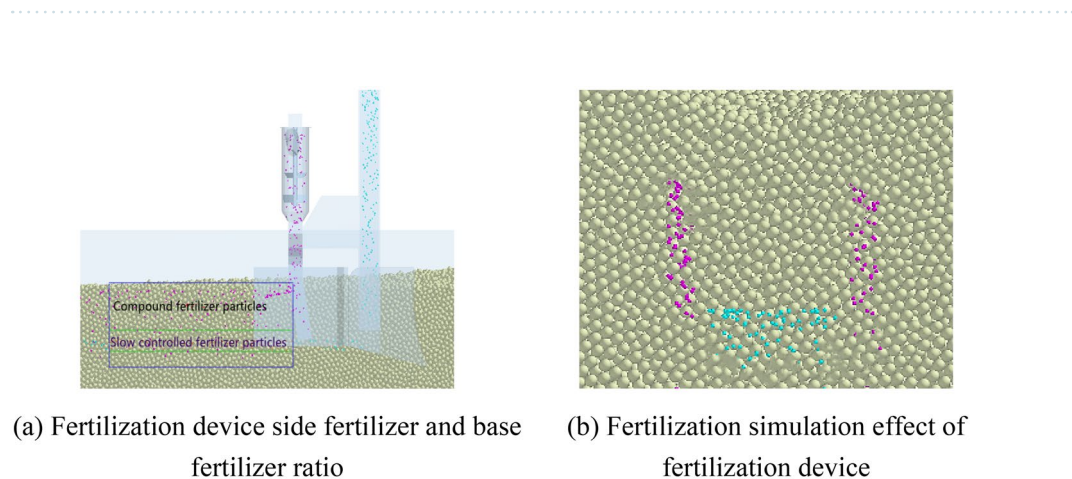 Compound fertilizer particles
Slow controlled fertilizer particles
(a) Fertilization device side fertilizer and base
fertilizer ratio
(b) Fertilization simulation effect of
fertilization device